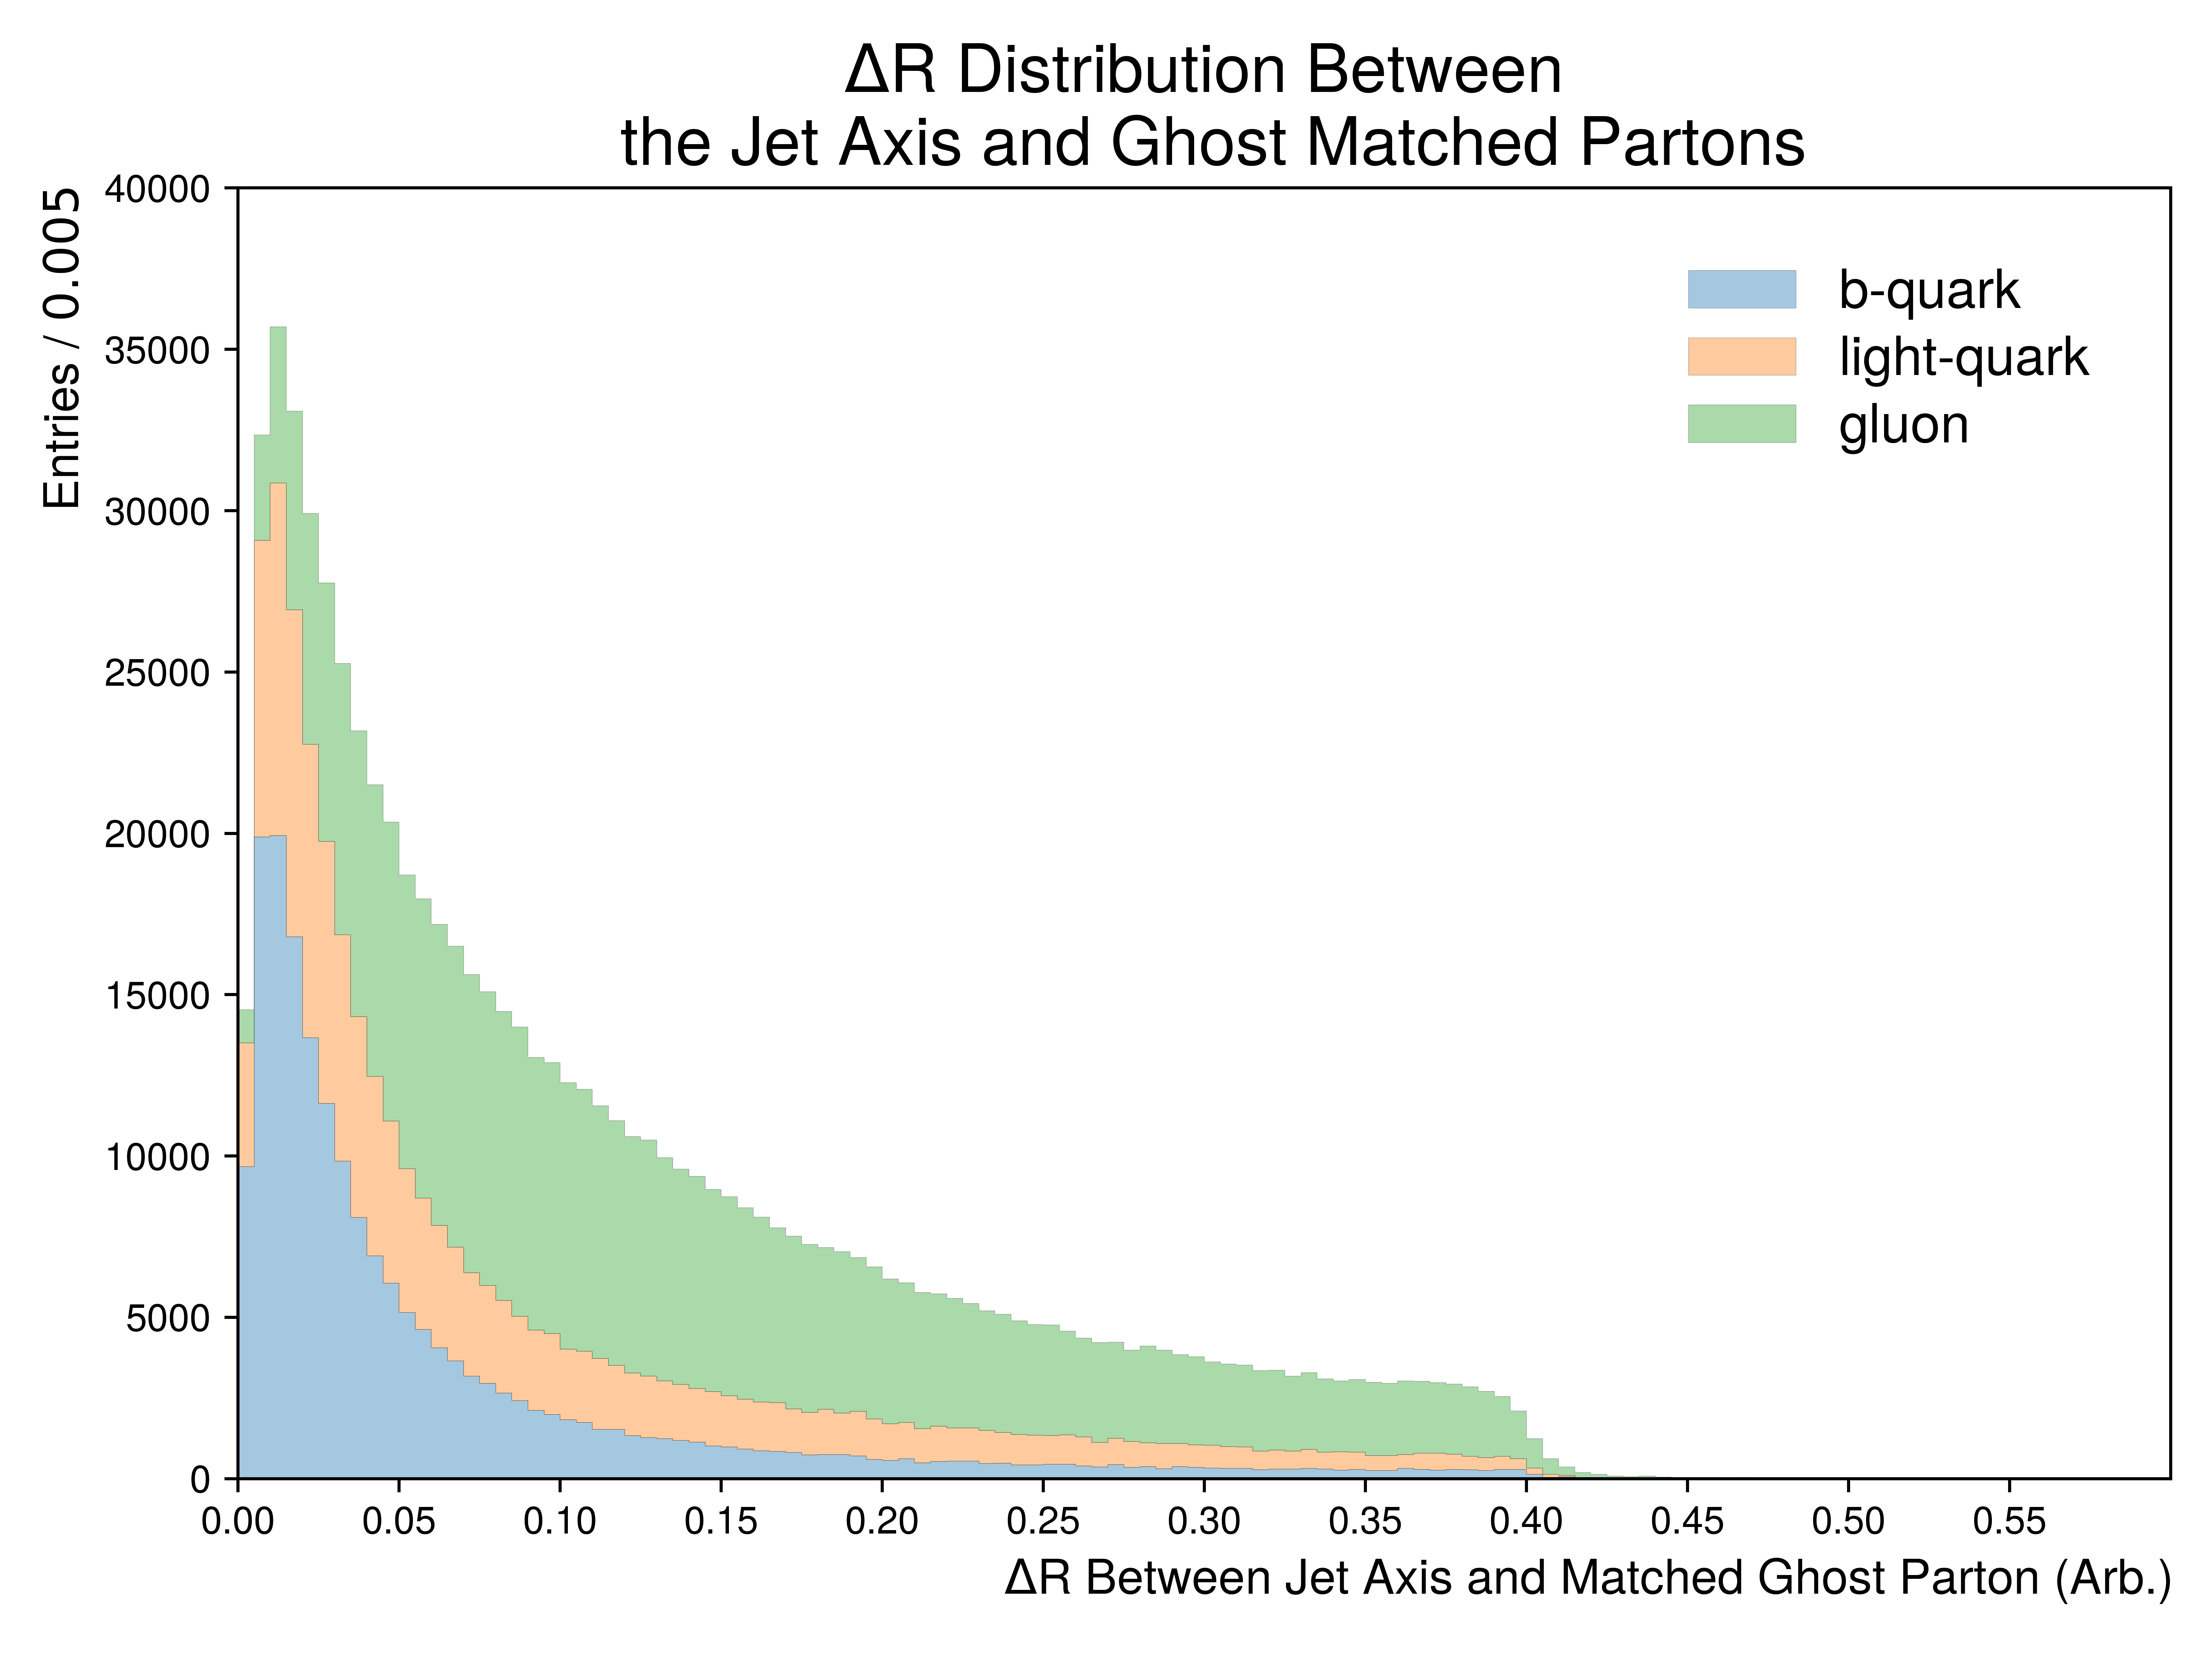 ΔR Distribution Between
the Jet Axis and Ghost Matched Partons
Entries / 0.005
40000
35000
30000
25000
20000
15000
10000
5000
0
b-quark
light-quark
gluon
0.00 0.05 0.10 0.15 0.20 0.25 0.30 0.35 0.40 0.45 0.50 0.55
ΔR Between Jet Axis and Matched Ghost Parton (Arb.)